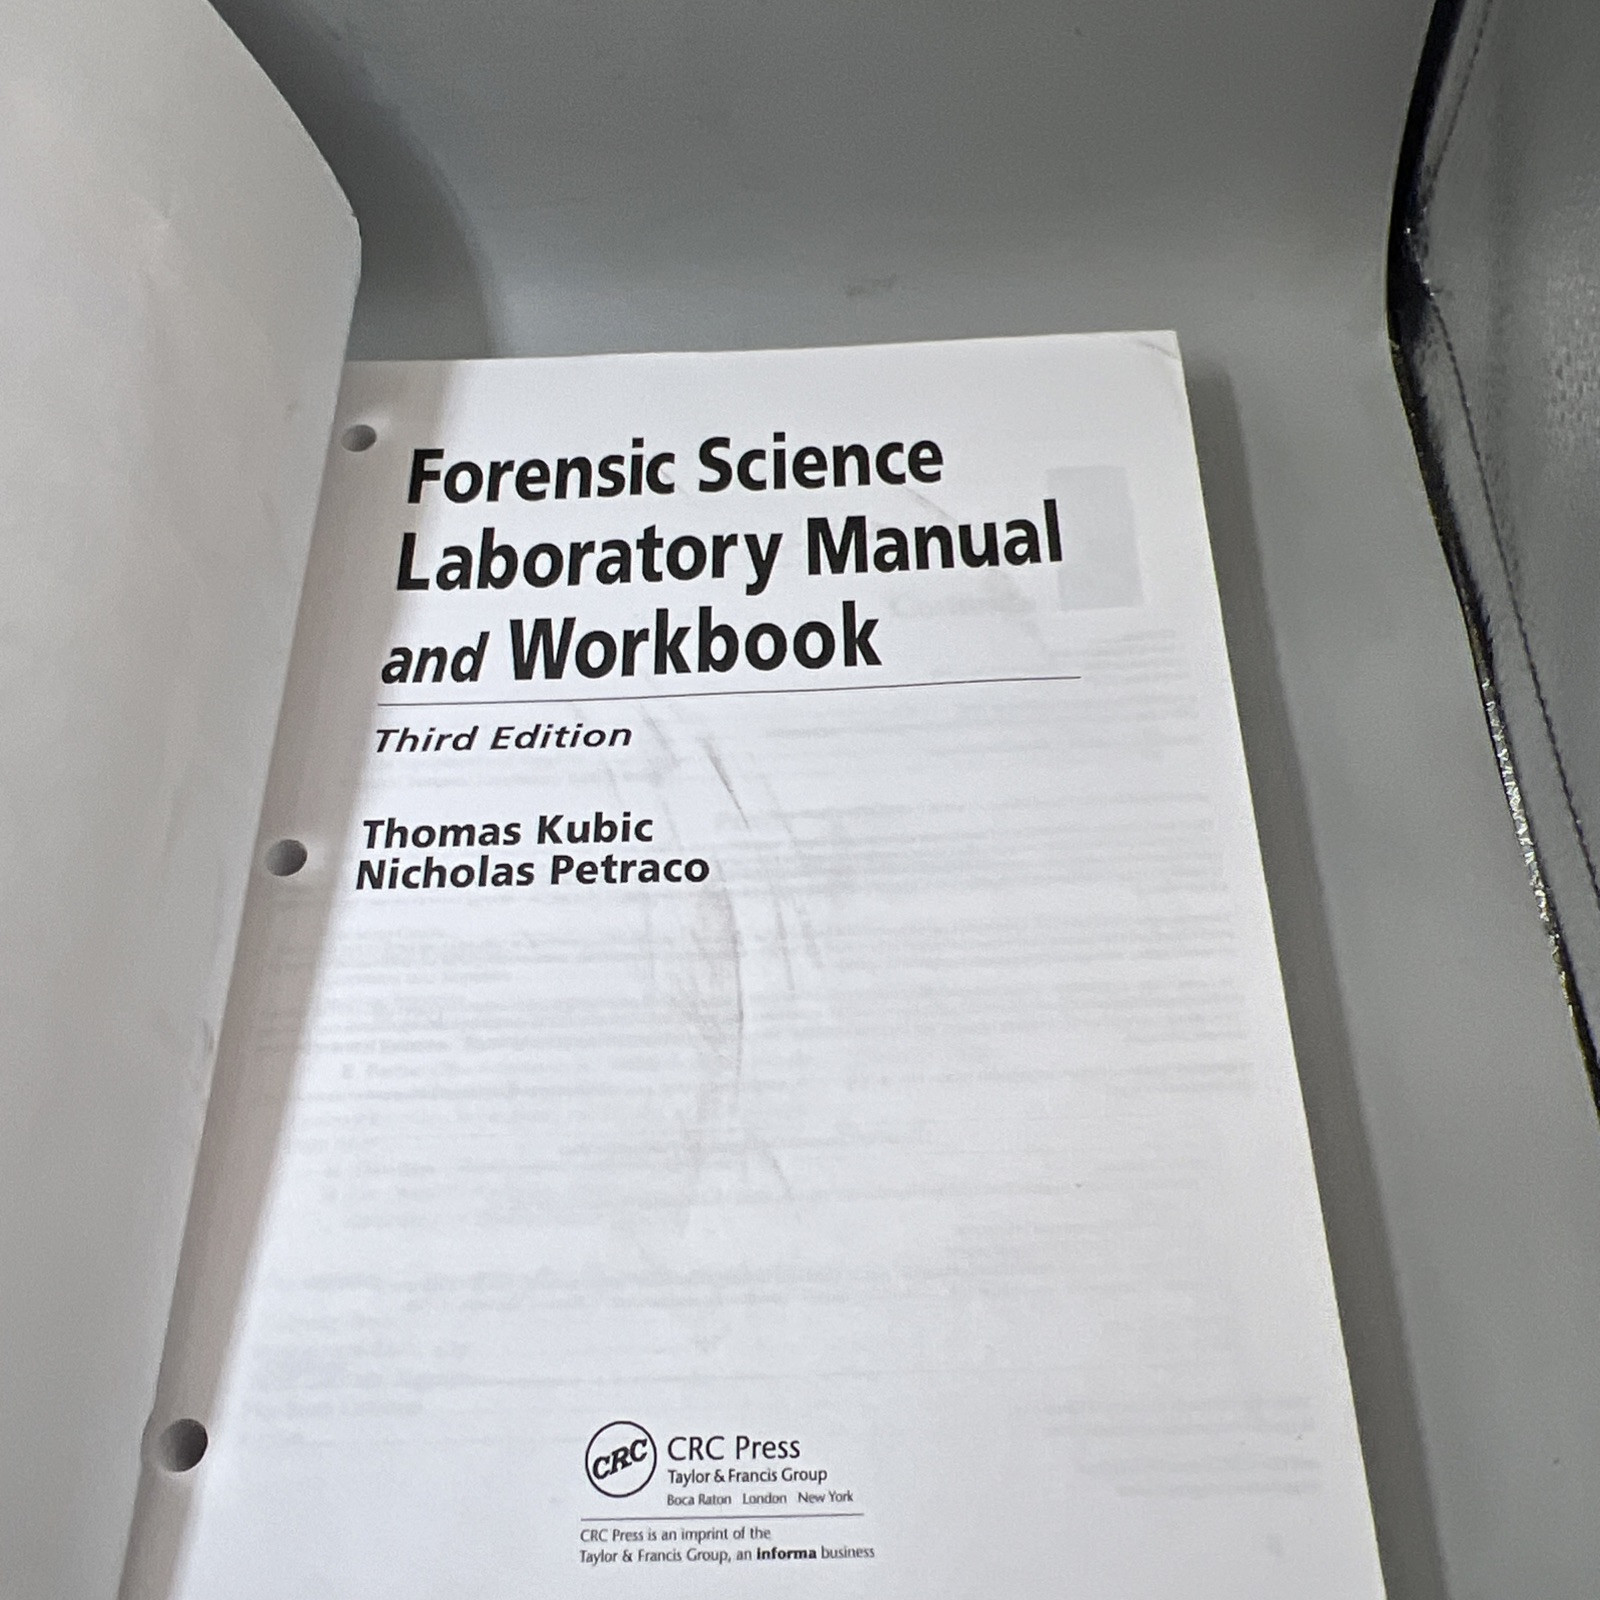 Forensic Science
Laboratory Manual
and Workbook
Third Edition
Thomas Kubic
Nicholas Petraco
CRC
CRC Press
Taylor & Francis Group
Boca Raton London New York
CRC Press is an imprint of the
Taylor & Francis Group, an informa business